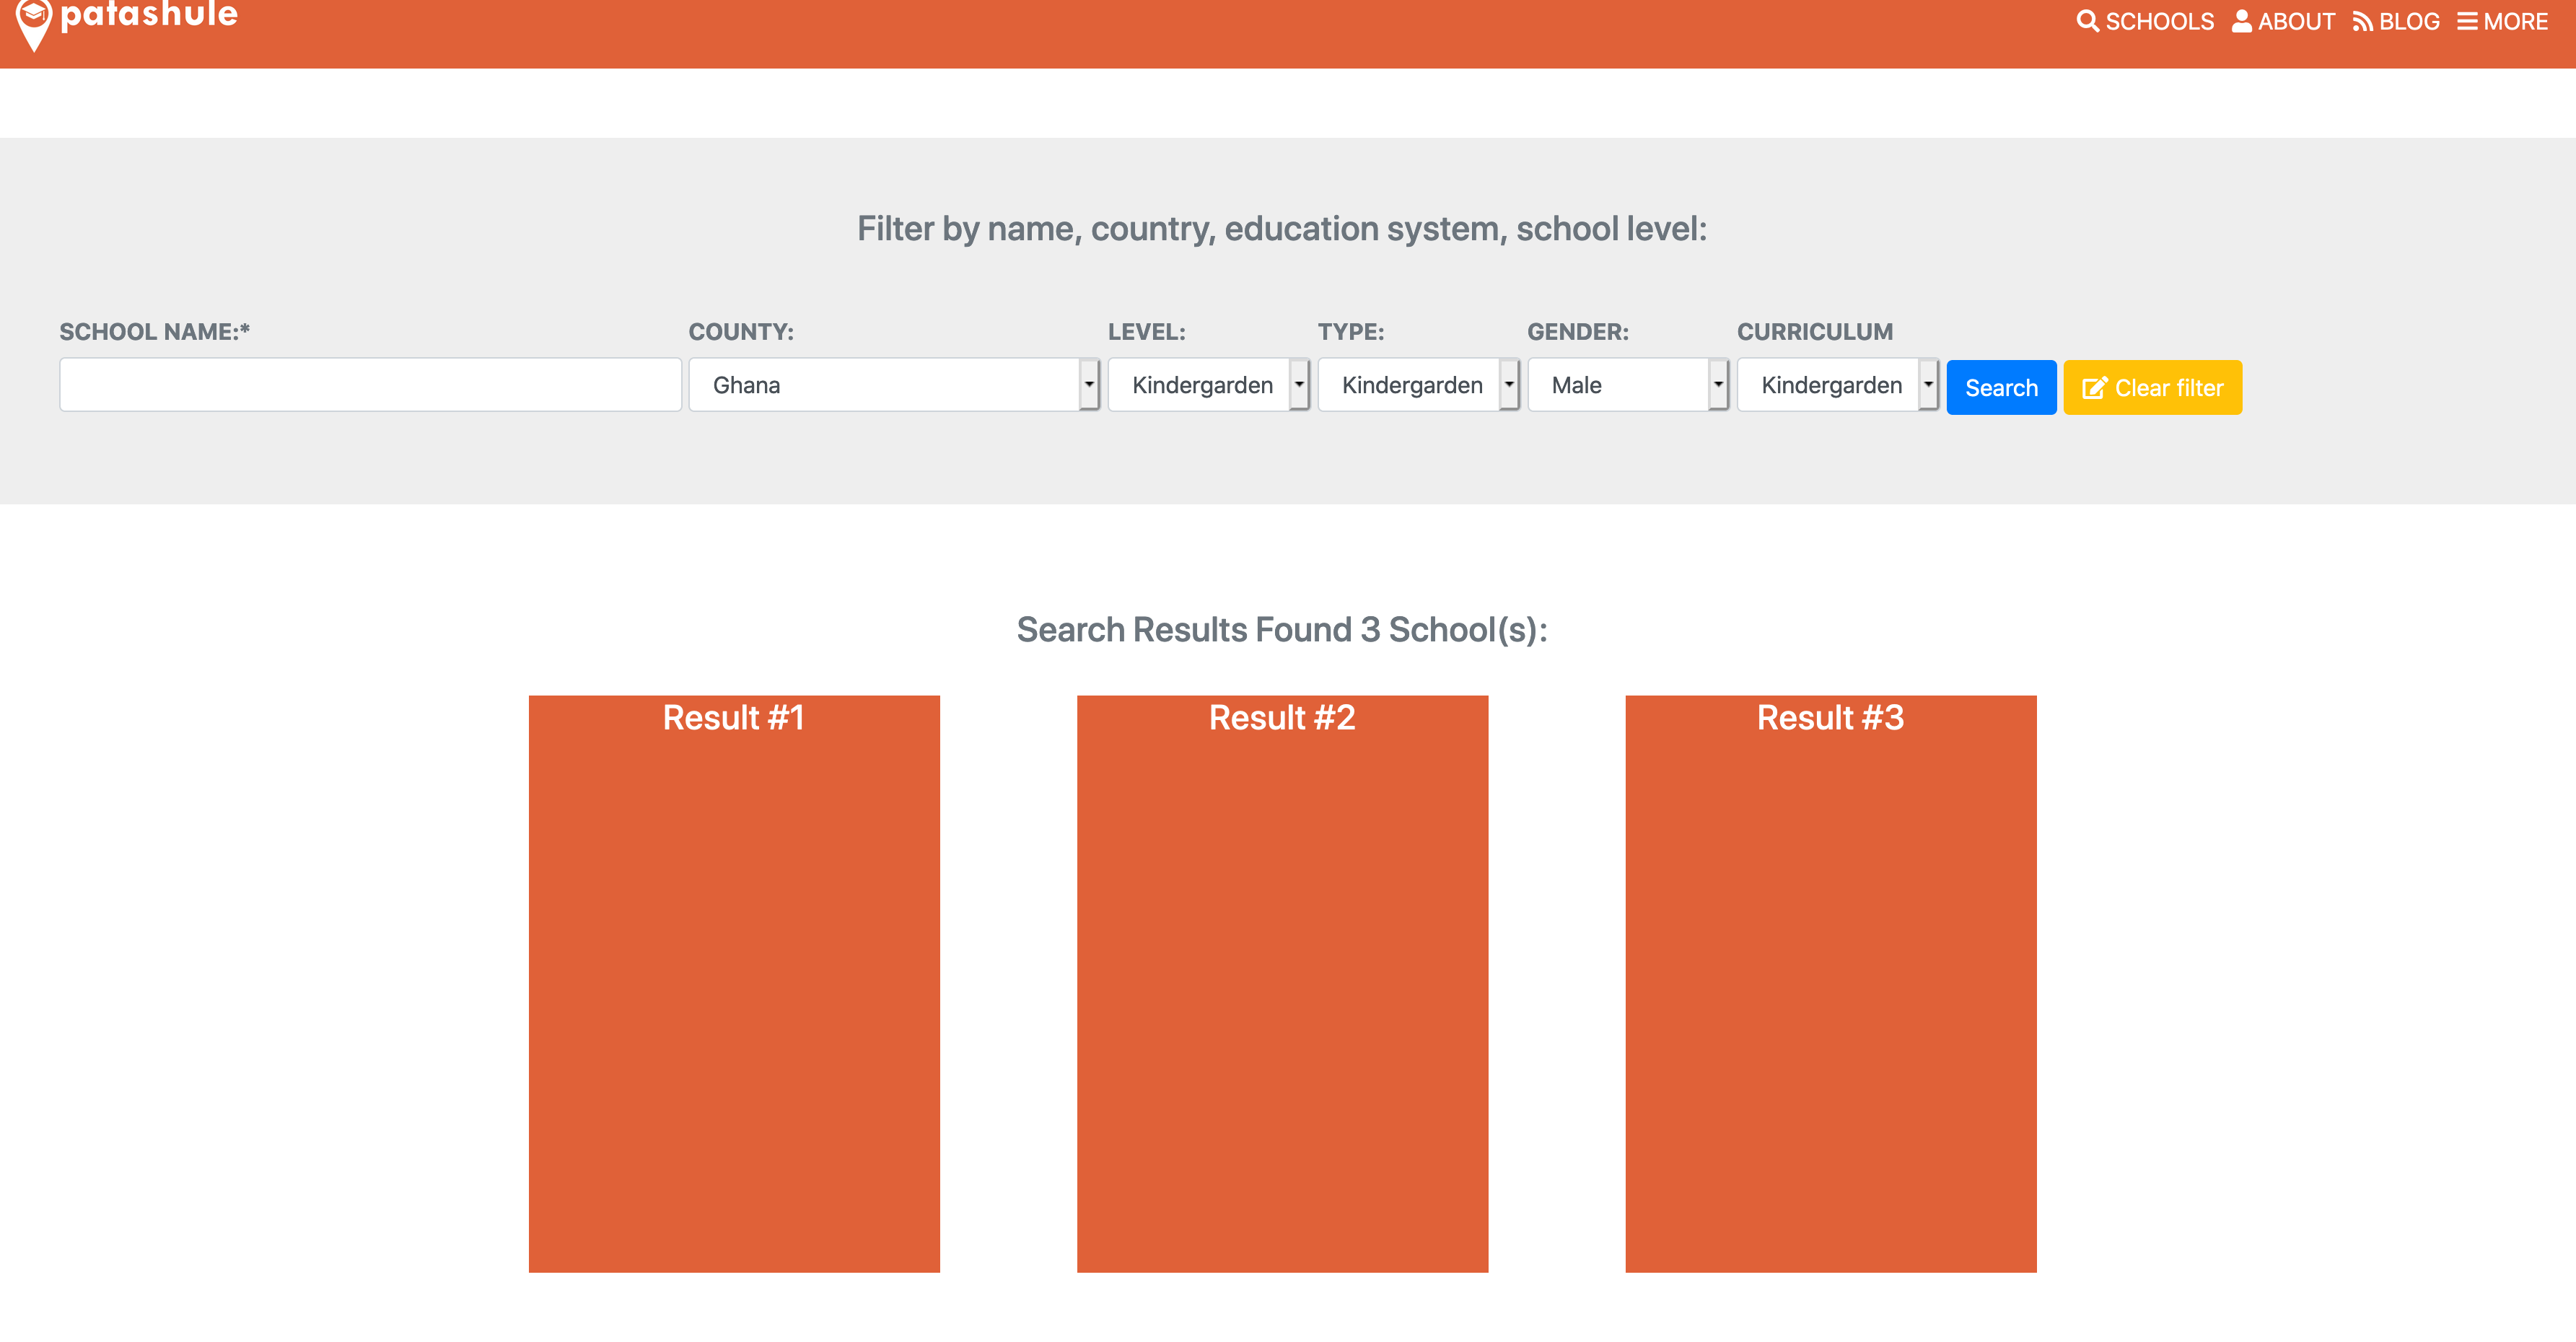 patashule
SCHOOLS ABOUT BLOG MORE
Filter by name, country, education system, school level:
SCHOOL NAME:* COUNTY: LEVEL: TYPE: GENDER: CURRICULUM
Ghana Kindergarden Kindergarden Male Kindergarden Search Clear filter
Search Results Found 3 School(s):
Result #1 Result #2 Result #3